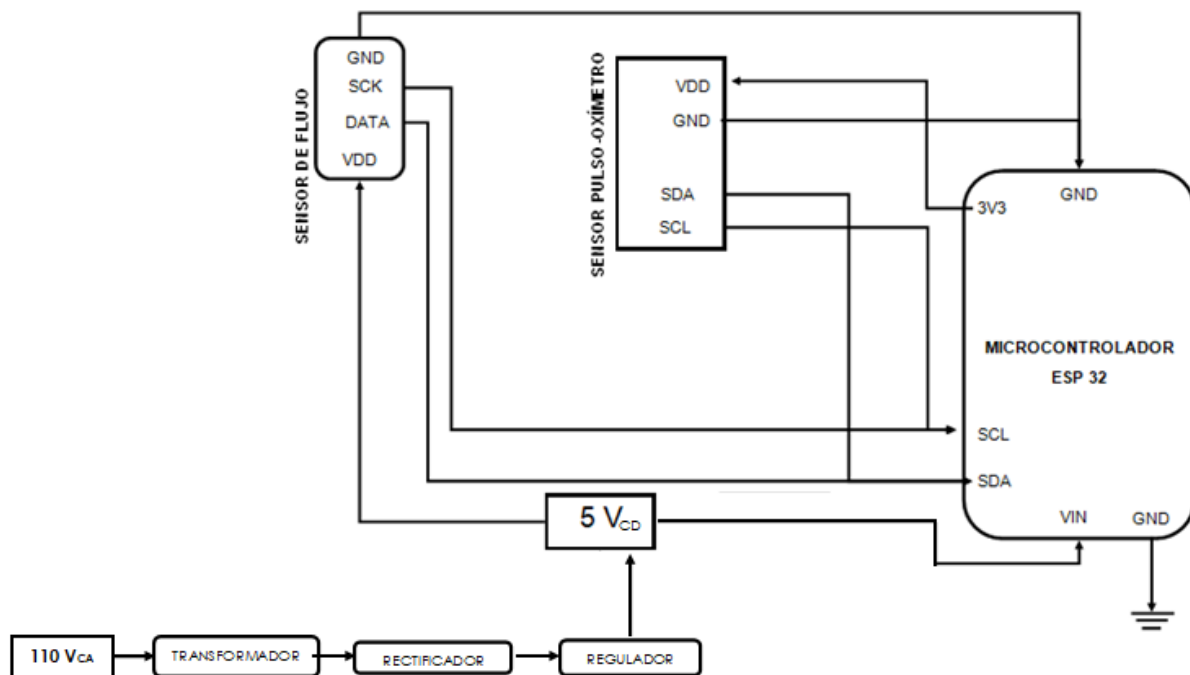 GND
SCK
DATA
VDD
SENSOR DE FLUJO
VDD
GND
SDA
SCL
SENSOR PULSO-OXÍMETRO
3V3
GND
MICROCONTROLADOR
ESP 32
SCL
SDA
VIN
GND
5 VCD
110 VCA
TRANSFORMADOR
RECTIFICADOR
REGULADOR